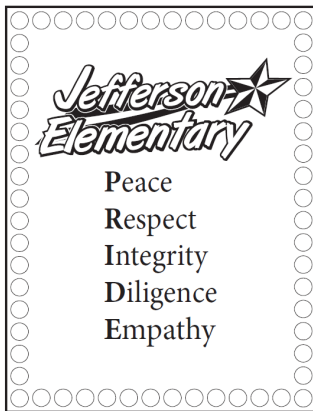 Jefferson
Elementary
Peace
Respect
Integrity
Diligence
Empathy